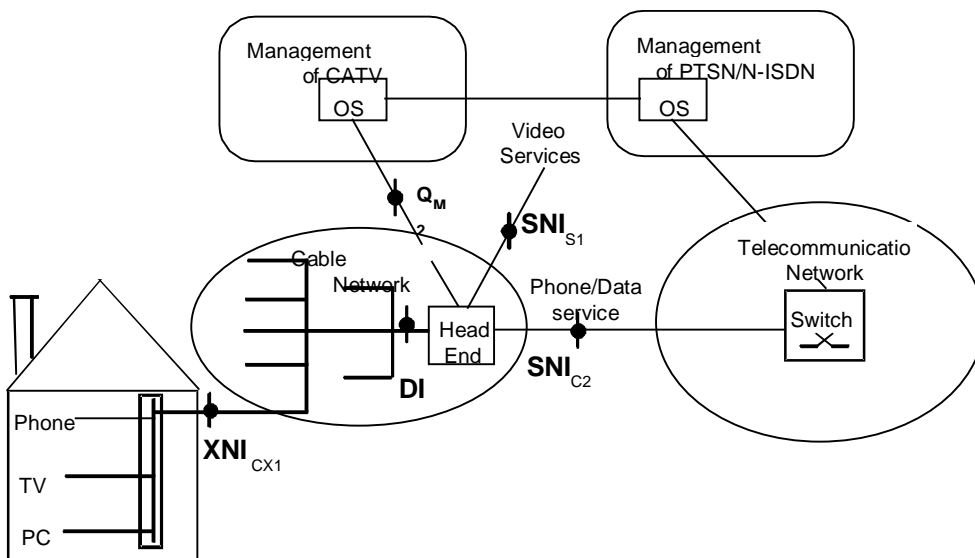 Management
of CATV
OS
Management
of PTSN/N-ISDN
OS
Video
Services
QM
2
SNIS1
Cable
Network
Telecommunicatio
Network
Phone/Data
service
Head
End
Switch
DI
SNIC2
Phone
XNICX1
TV
PC